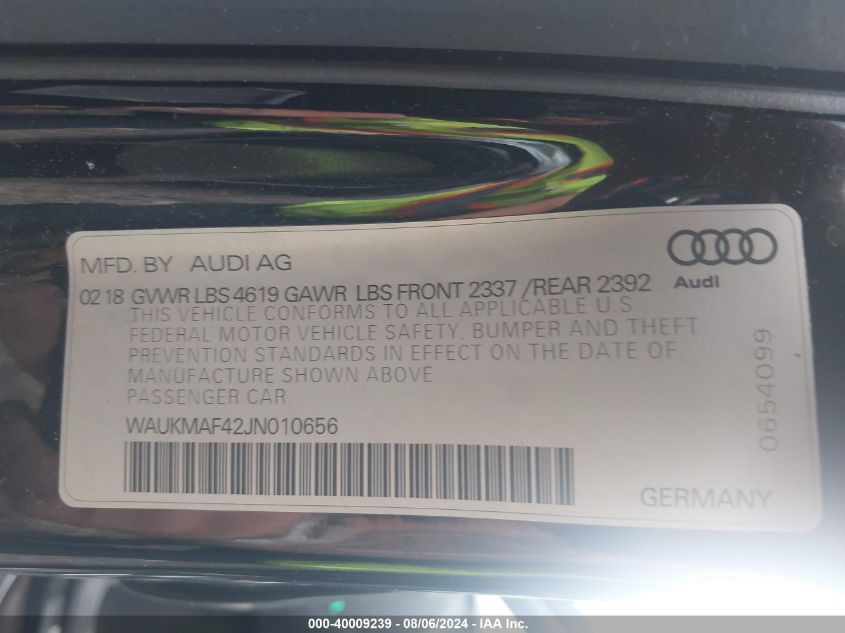 MFD. BY AUDI AG
Audi
02 18 GVWR LBS 4619 GAWR LBS FRONT 2337 /REAR 2392
THIS VEHICLE CONFORMS TO ALL APPLICABLE U.S.
FEDERAL MOTOR VEHICLE SAFETY, BUMPER AND THEFT
PREVENTION STANDARDS IN EFFECT ON THE DATE OF
MANUFACTURE SHOWN ABOVE
PASSENGER CAR
WAUKMAF42JN010656
0654099
GERMANY
000-40009239 - 08/06/2024 - IAA Inc.